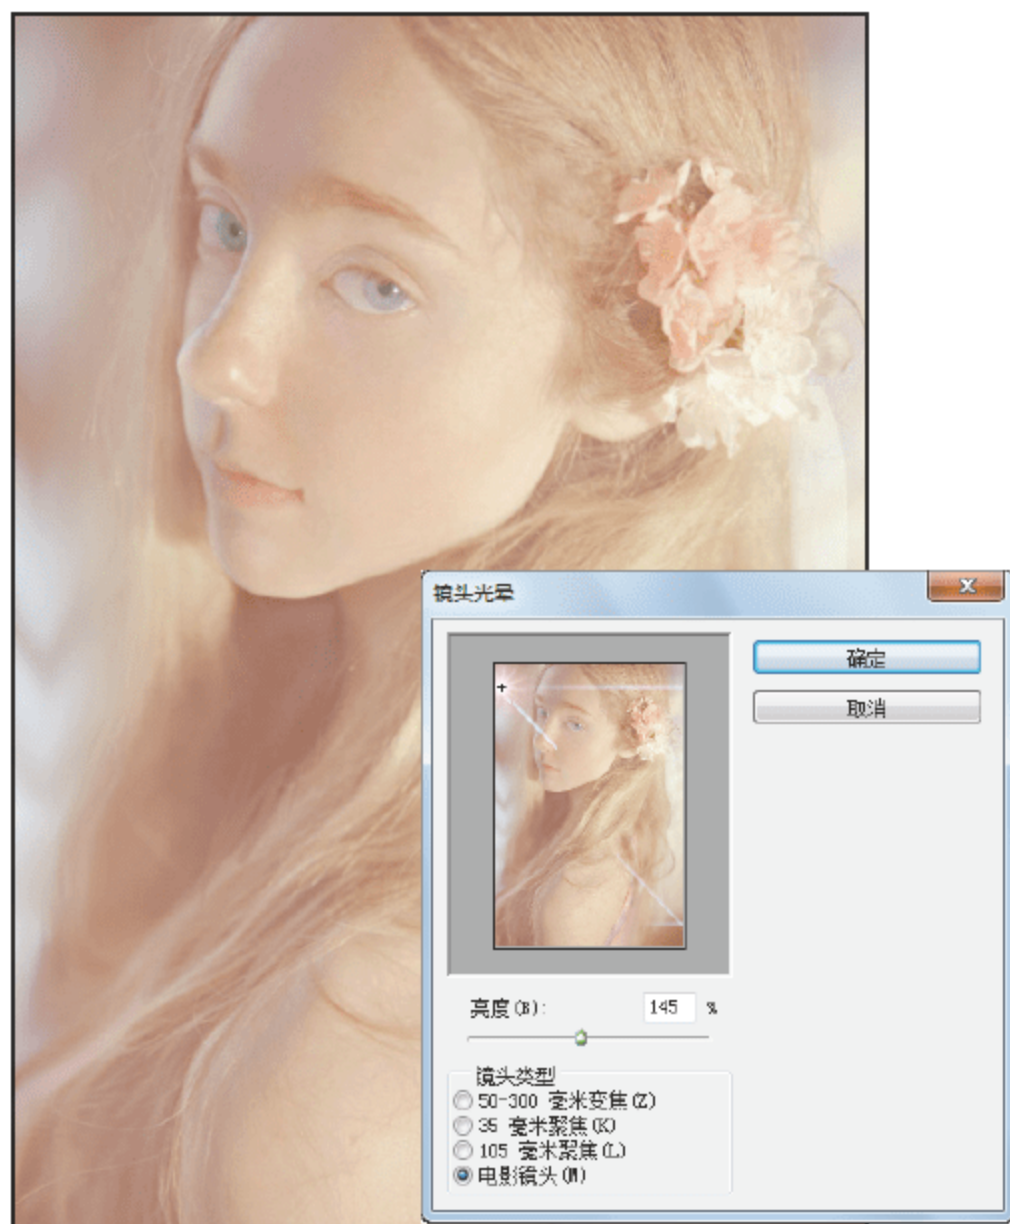 镜头光晕
确定
取消
亮度(B): 145 %
镜头类型
50-300 毫米变焦(Z)
35 毫米聚焦(K)
105 毫米聚焦(L)
电影镜头(M)